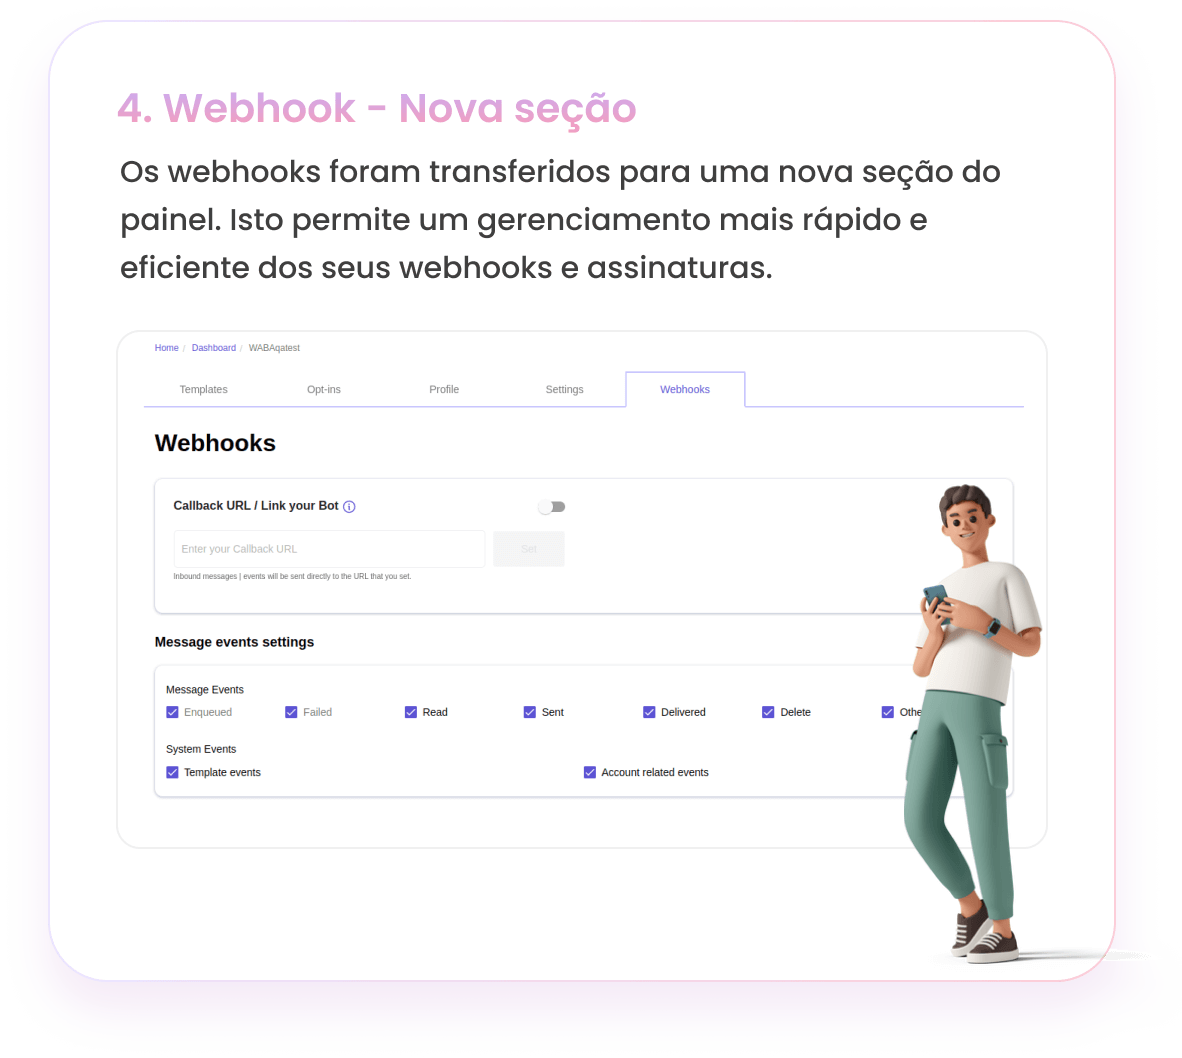 4. Webhook - Nova seção
Os webhooks foram transferidos para uma nova seção do
painel. Isto permite um gerenciamento mais rápido e
eficiente dos seus webhooks e assinaturas.
Home / Dashboard / WABAqatest
Templates Opt-ins Profile Settings Webhooks
Webhooks
Callback URL / Link your Bot
Enter your Callback URL Set
Inbound messages | events will be sent directly to the URL that you set.
Message events settings
Message Events
Enqueued Failed Read Sent Delivered Delete
System Events
Template events Account related events